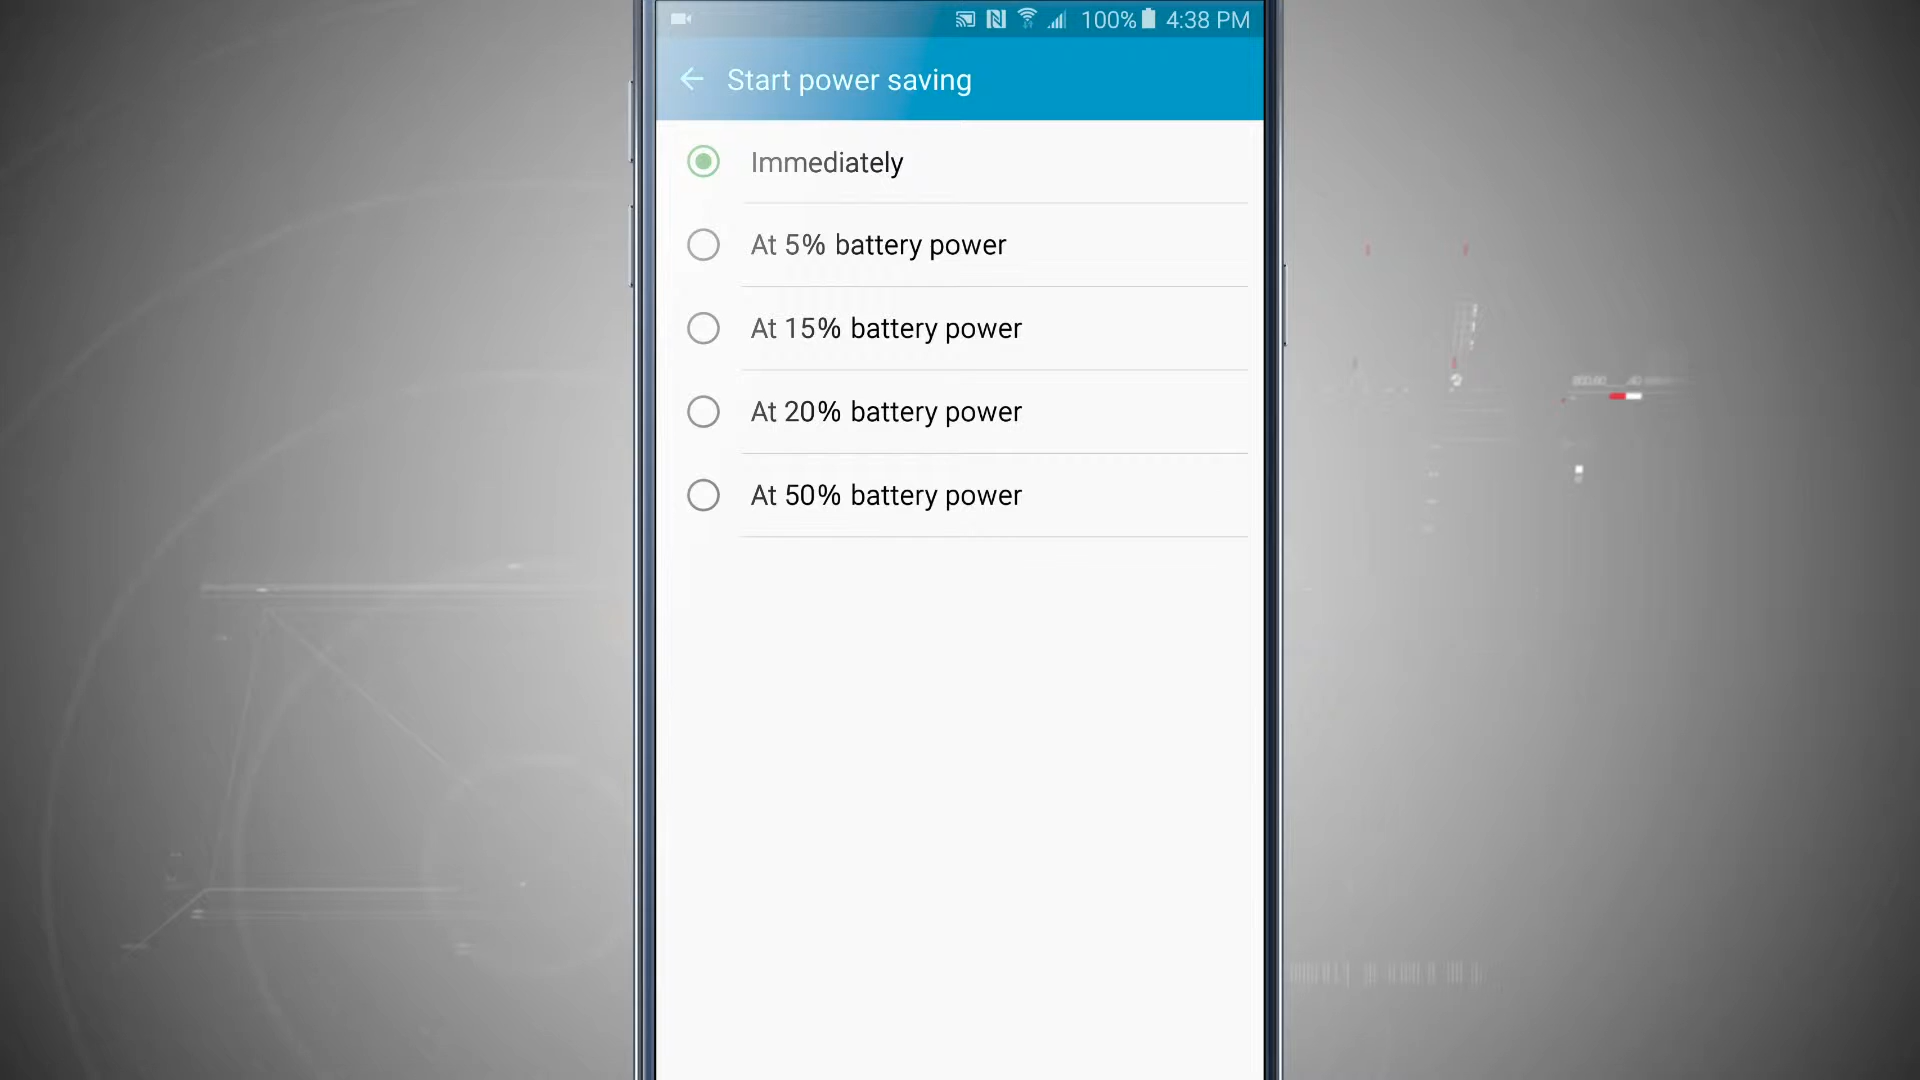 100% 4:38 PM
Start power saving
Immediately
At 5% battery power
At 15% battery power
At 20% battery power
At 50% battery power